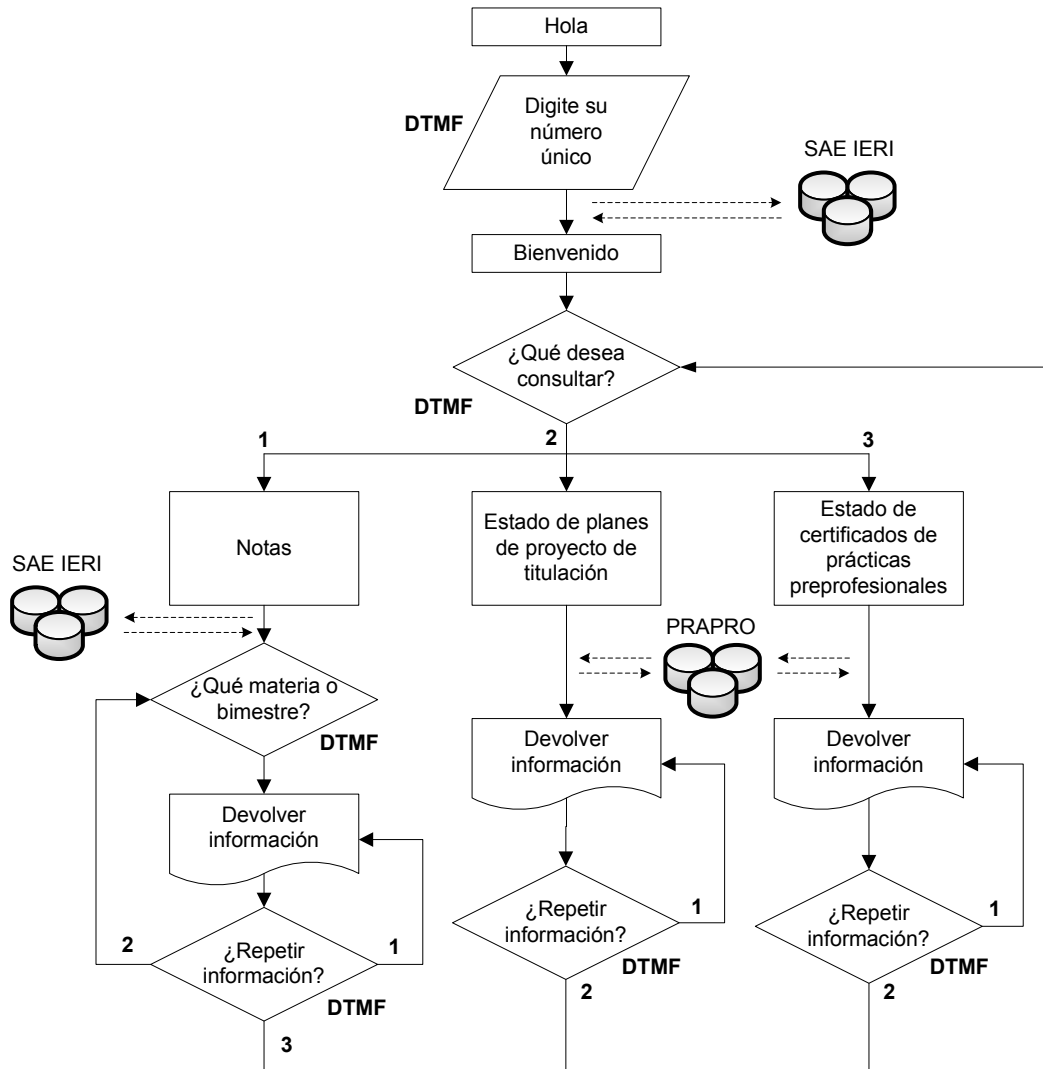 Hola
DTMF
Digite su
número
único
SAE IERI
Bienvenido
¿Qué desea
consultar?
DTMF
1
2
3
Notas
Estado de planes
de proyecto de
titulación
Estado de
certificados de
prácticas
preprofesionales
SAE IERI
PRAPRO
¿Qué materia o
bimestre?
DTMF
Devolver
información
Devolver
información
Devolver
información
¿Repetir
información?
2
1
DTMF
3
¿Repetir
información?
1
DTMF
2
¿Repetir
información?
1
DTMF
2